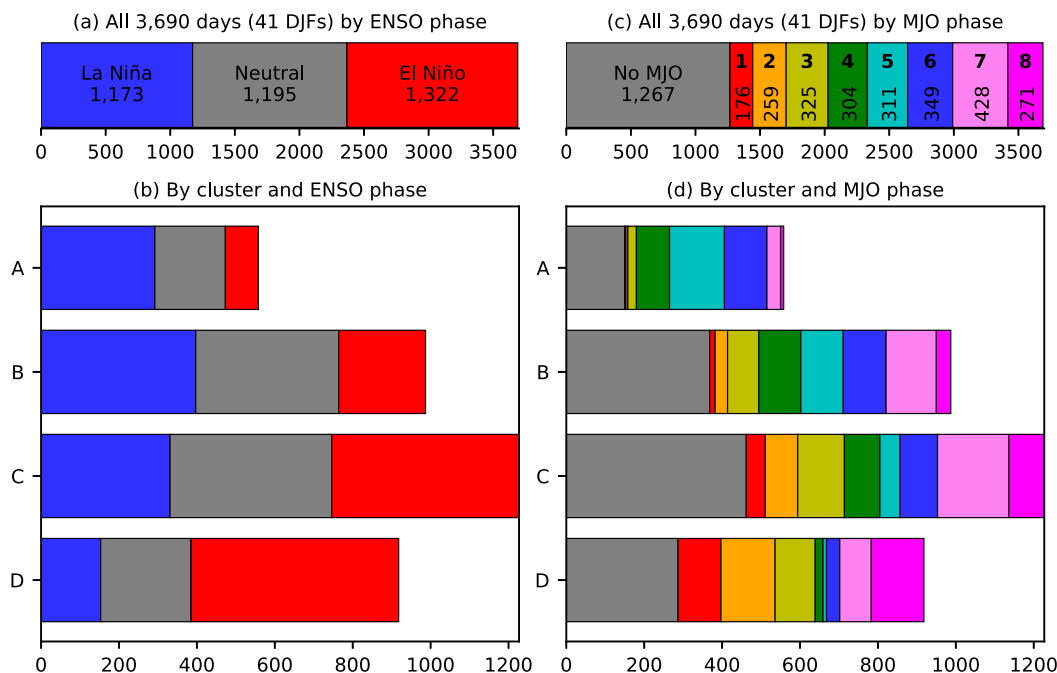 (a) All 3,690 days (41 DJFs) by ENSO phase
La Niña
1,173
Neutral
1,195
El Niño
1,322
0 500 1000 1500 2000 2500 3000 3500
(c) All 3,690 days (41 DJFs) by MJO phase
No MJO
1,267
1 2 3 4 5 6 7 8
176 259 325 304 311 349 428 271
0 500 1000 1500 2000 2500 3000 3500
(b) By cluster and ENSO phase
A
B
C
D
0 200 400 600 800 1000 1200
(d) By cluster and MJO phase
A
B
C
D
0 200 400 600 800 1000 1200